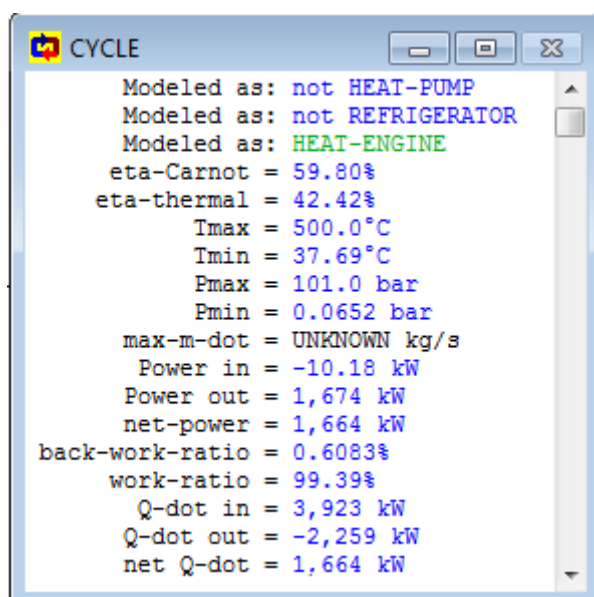 CYCLE
Modeled as: not HEAT-PUMP
Modeled as: not REFRIGERATOR
Modeled as: HEAT-ENGINE
eta-Carnot = 59.80%
eta-thermal = 42.42%
Tmax = 500.0°C
Tmin = 37.69°C
Pmax = 101.0 bar
Pmin = 0.0652 bar
max-m-dot = UNKNOWN kg/s
Power in = -10.18 kW
Power out = 1,674 kW
net-power = 1,664 kW
back-work-ratio = 0.6083%
work-ratio = 99.39%
Q-dot in = 3,923 kW
Q-dot out = -2,259 kW
net Q-dot = 1,664 kW